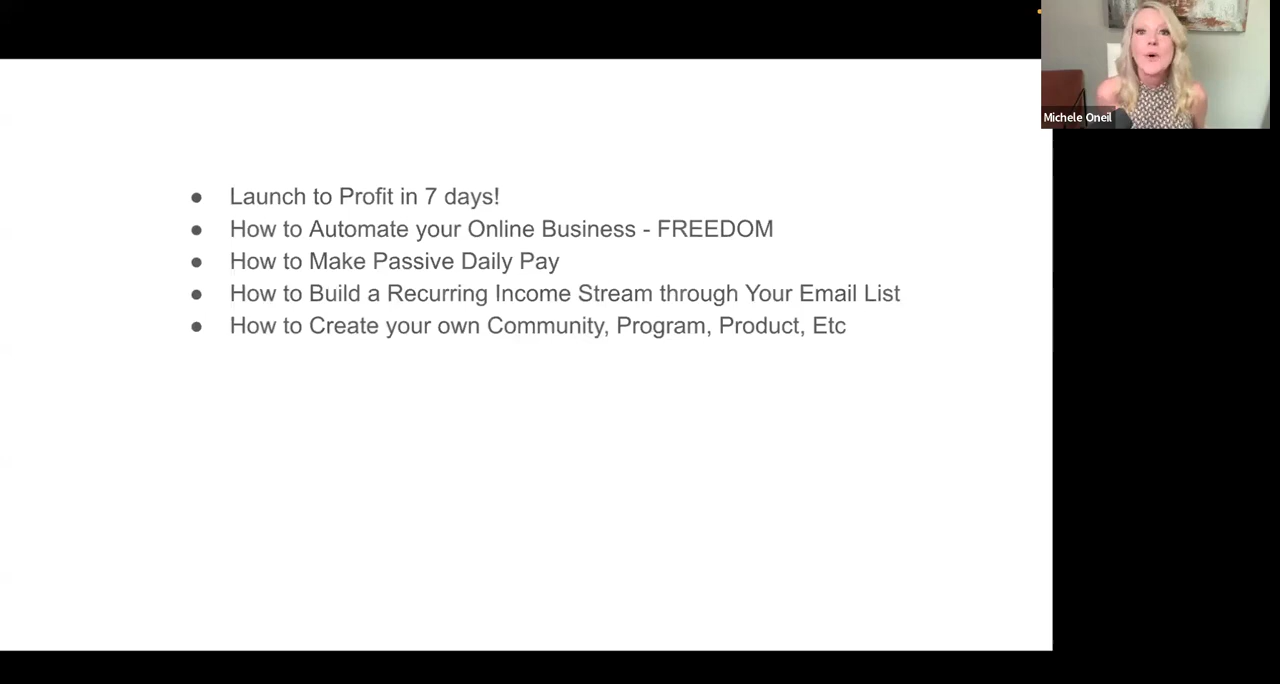 Michele Oneil
● Launch to Profit in 7 days!
● How to Automate your Online Business - FREEDOM
● How to Make Passive Daily Pay
● How to Build a Recurring Income Stream through Your Email List
● How to Create your own Community, Program, Product, Etc